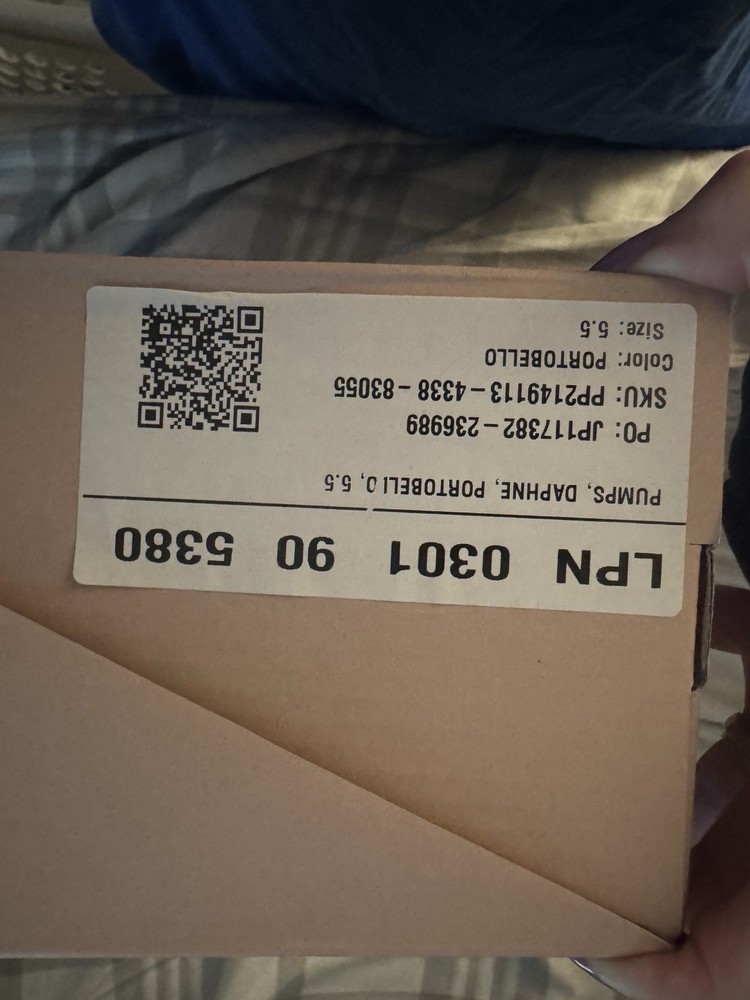 LPN 0301 90 5380
PUMPS, DAPHNE, PORTOBELLO, 5.5
PO: JP117382-236989
SKU: PP2149113-4338-83055
Color: PORTOBELLO
Size: 5.5